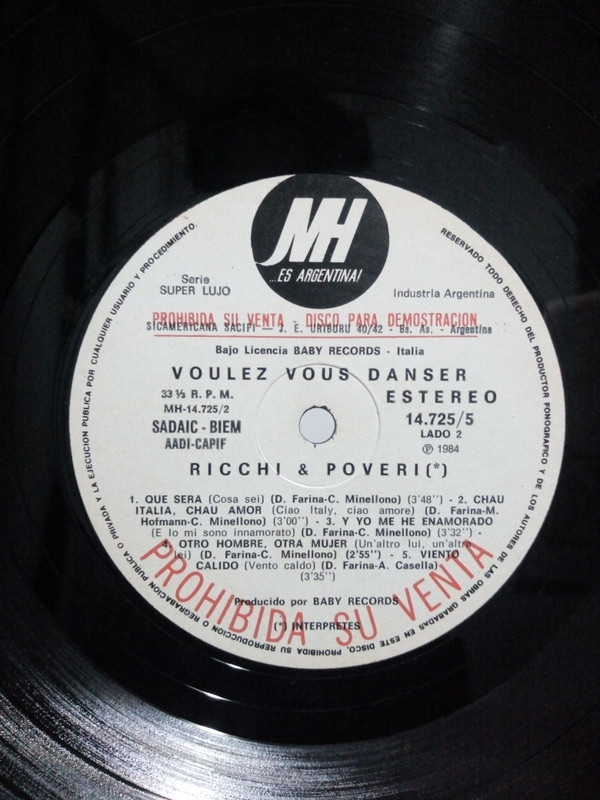 MH
...ES ARGENTINA!
Serie
SUPER LUJO
Industria Argentina
PROHIBIDA SU VENTA - DISCO PARA DEMOSTRACION
SICAMERICANA SACIFI — J. E. URIBURU 40/42 - Bs. As. - Argentina
Bajo Licencia BABY RECORDS - Italia
VOULEZ VOUS DANSER
33 ⅓ R. P. M.
MH-14.725/2
SADAIC - BIEM
AADI-CAPIF
ESTEREO
14.725/5
LADO 2
℗ 1984
RICCHI & POVERI (*)
1. QUE SERA (Cosa sei) (D. Farina-C. Minellono) (3'48'') - 2. CHAU
ITALIA, CHAU AMOR (Ciao Italy, ciao amore) (D. Farina-M.
Hofmann-C. Minellono) (3'00'') - 3. Y YO ME HE ENAMORADO
(E Io mi sono innamorato) (D. Farina-C. Minellono) (3'32'') -
4. OTRO HOMBRE, OTRA MUJER (Un'altro lui, un'altra
lei) (D. Farina-C. Minellono) (2'55'') - 5. VIENTO
CALIDO (Vento caldo) (D. Farina-A. Casella)
(3'35'')
Producido por BABY RECORDS
(*) INTERPRETES
PROHIBIDA SU VENTA
RESERVADO TODO DERECHO DEL PRODUCTOR FONOGRAFICO Y DE LOS AUTORES DE LAS OBRAS GRABADAS EN ESTE DISCO. PROHIBIDA SU REPRODUCCION O REGRABACION PUBLICA O PRIVADA Y LA EJECUCION PUBLICA POR CUALQUIER USUARIO Y PROCEDIMIENTO.